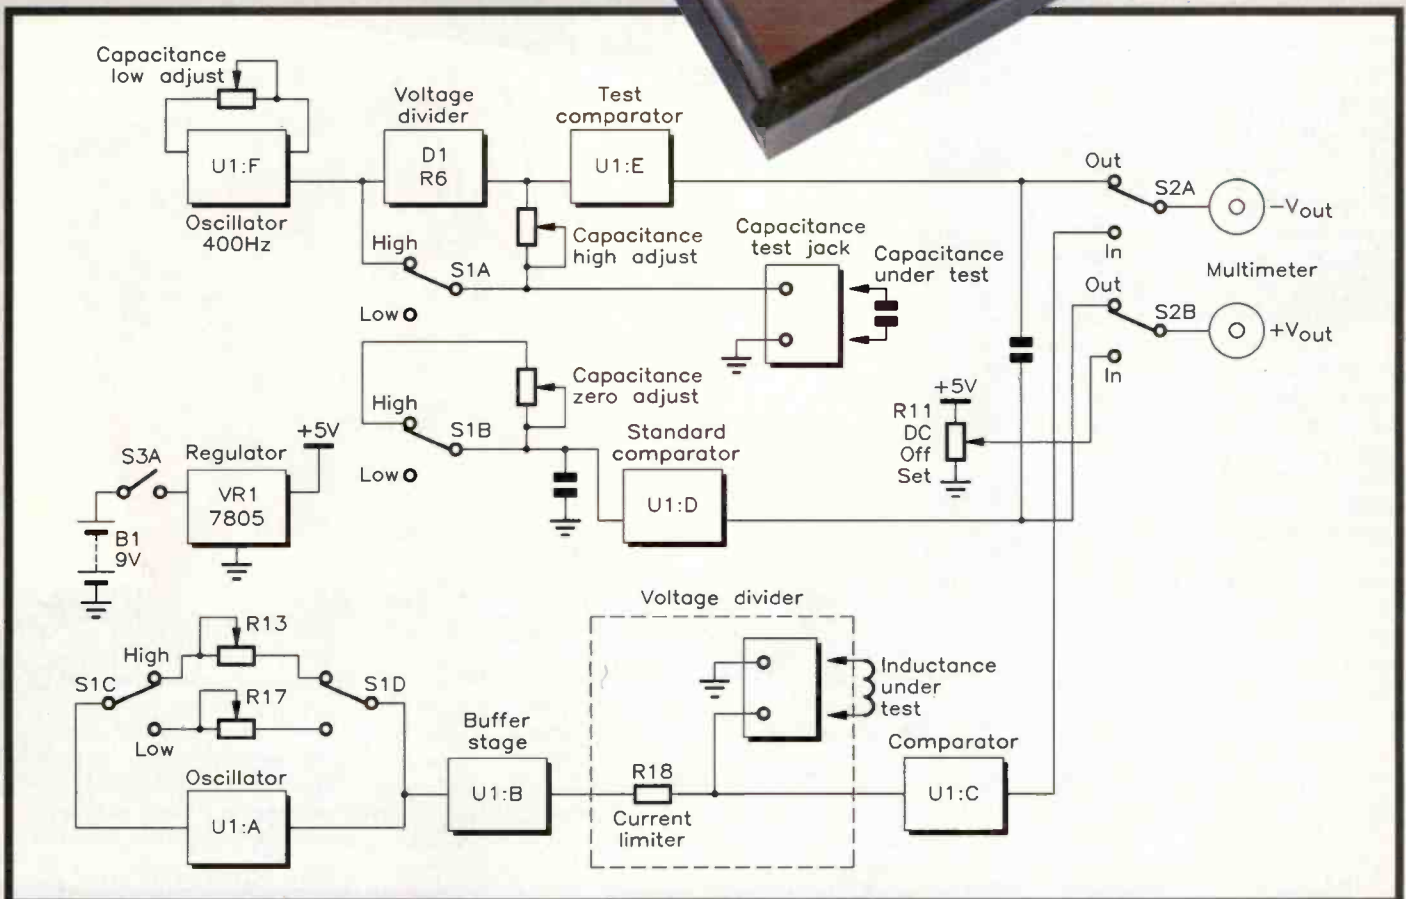 Capacitance
low adjust
U1:F
Oscillator
400Hz
Voltage
divider
D1
R6
Test
comparator
U1:E
High
S1A
Low
Capacitance
high adjust
Capacitance
test jack
Capacitance
under test
Out
S2A
-Vout
In
Multimeter
Out
S2B
+Vout
In
High
S1B
Low
Capacitance
zero adjust
Standard
comparator
U1:D
+5V
R11
DC
Off
Set
S3A
Regulator
+5V
VR1
7805
B1
9V
Voltage divider
R13
High
S1C
S1D
R17
Low
Oscillator
U1:A
Buffer
stage
U1:B
R18
Current
limiter
Inductance
under
test
Comparator
U1:C